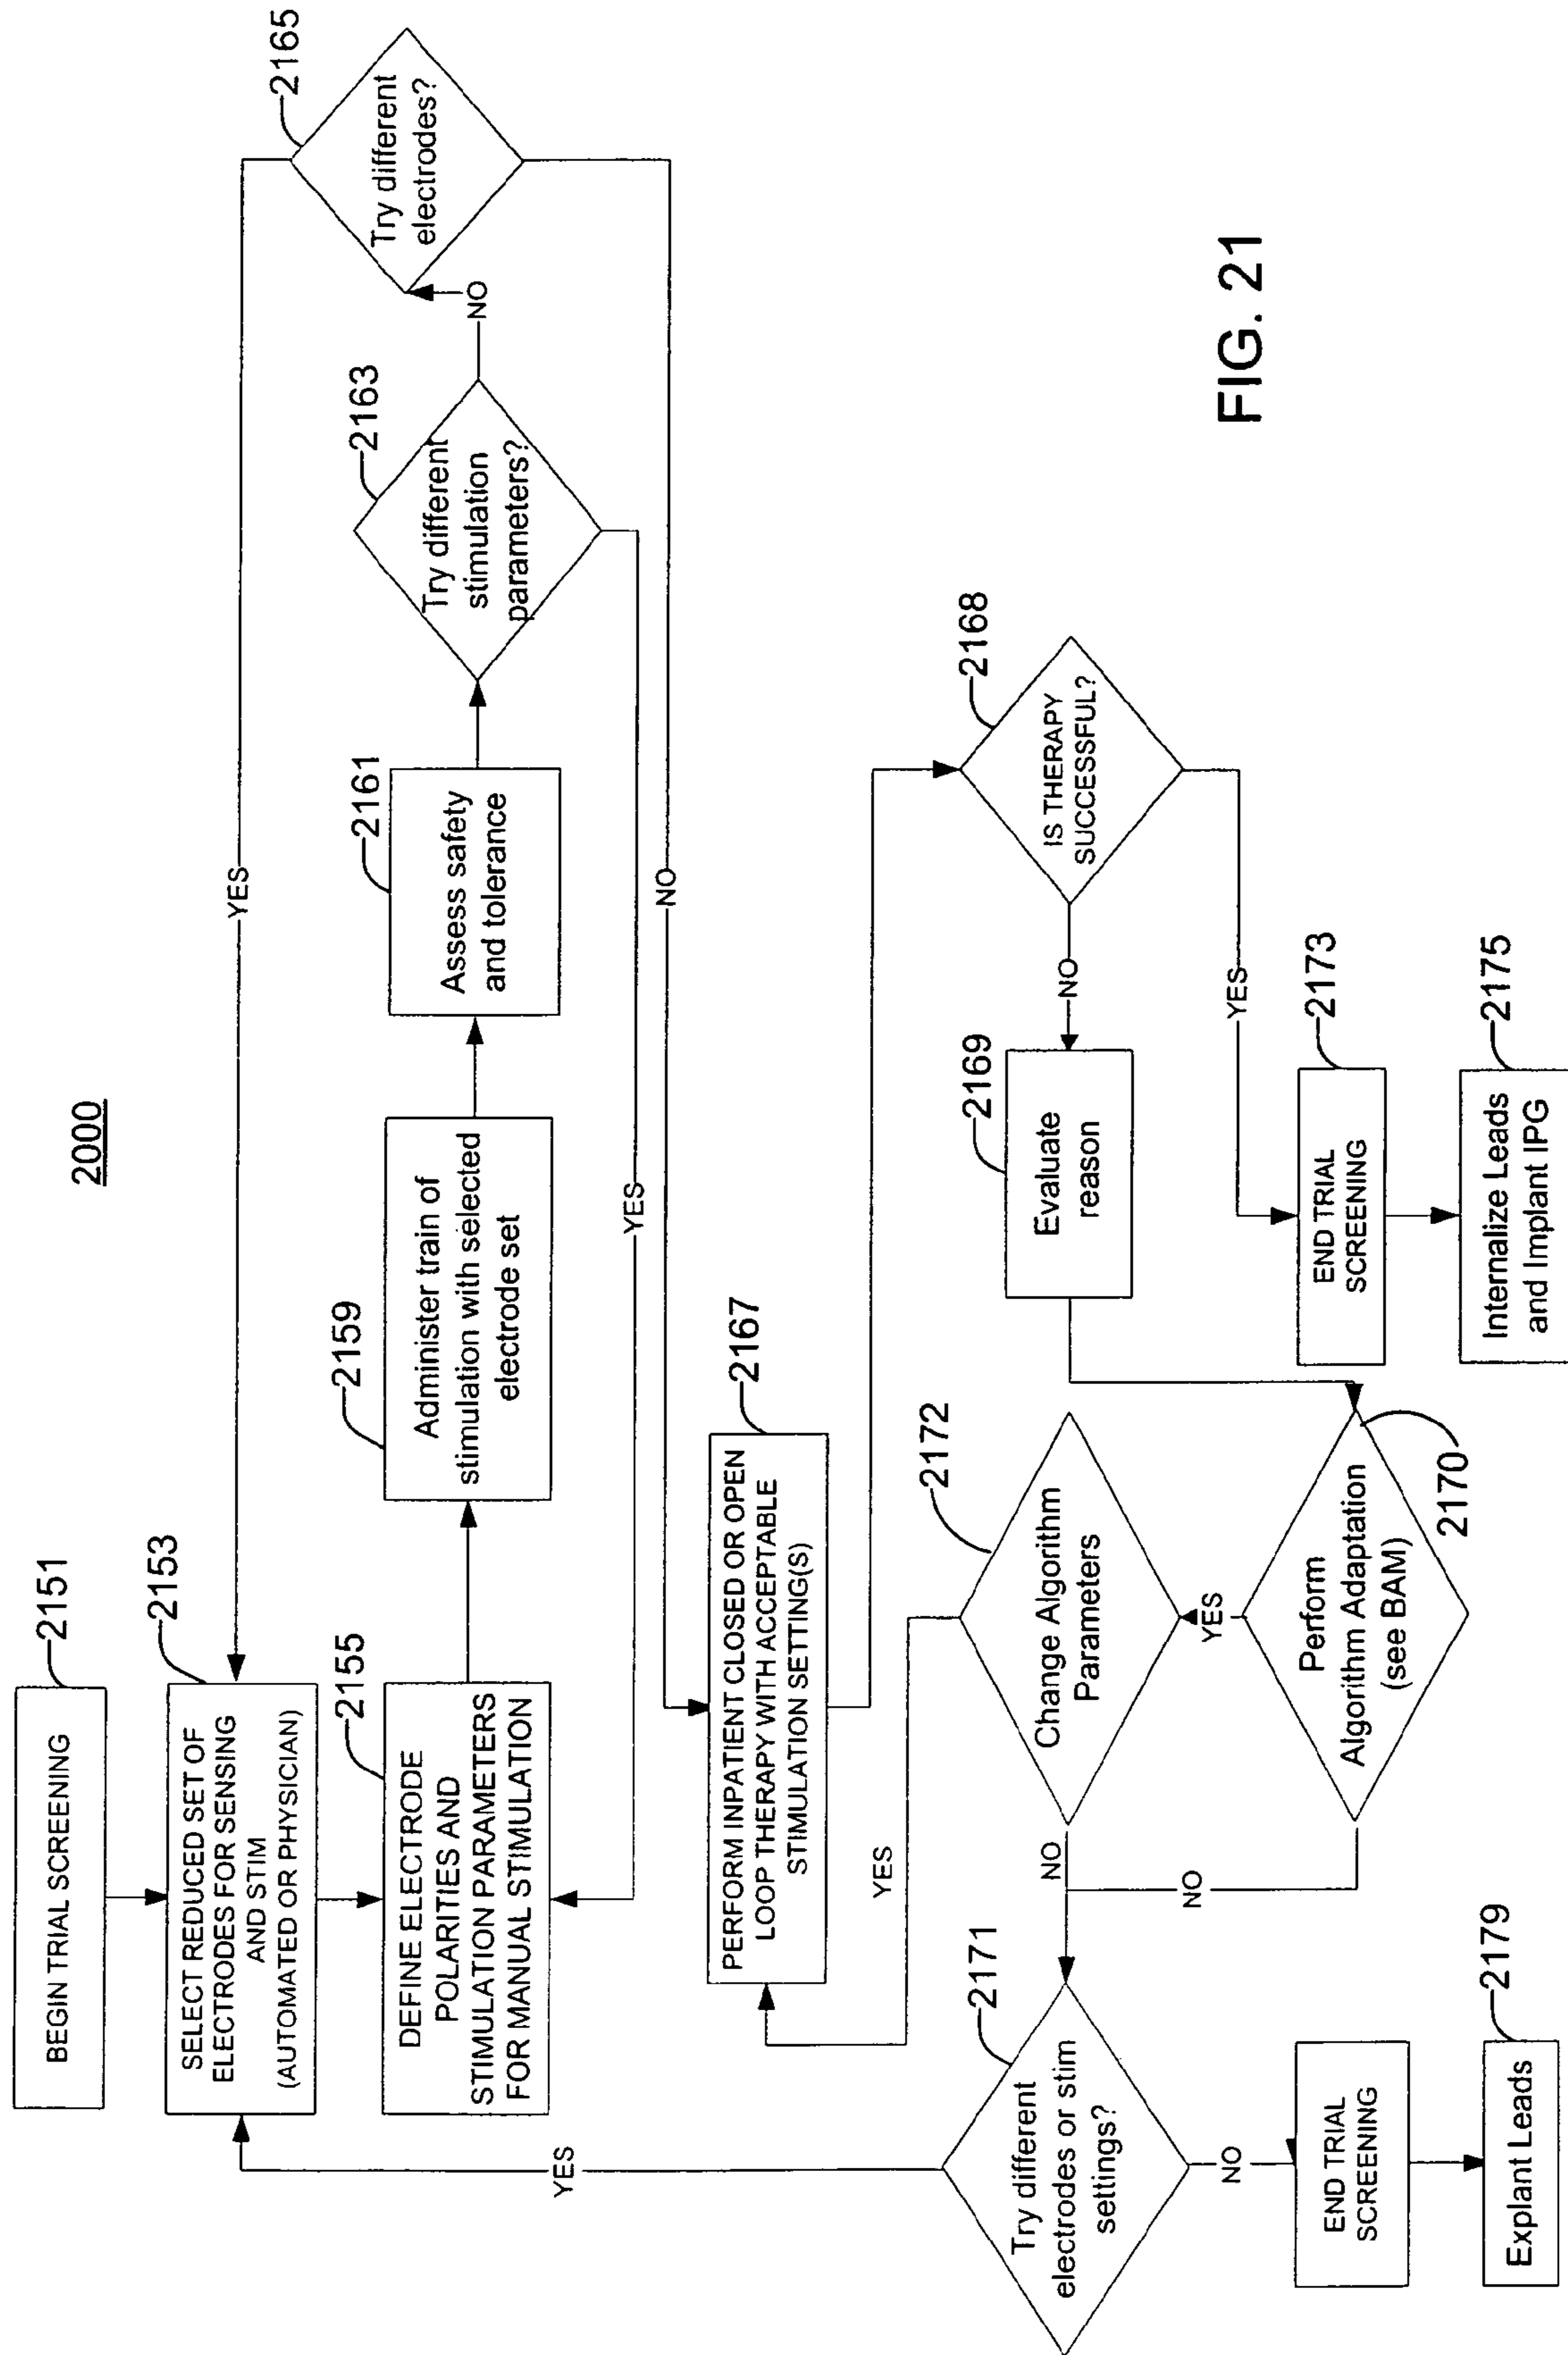 2000
BEGIN TRIAL SCREENING
2151
SELECT REDUCED SET OF
ELECTRODES FOR SENSING
AND STIM
(AUTOMATED OR PHYSICIAN)
2153
DEFINE ELECTRODE
POLARITIES AND
STIMULATION PARAMETERS
FOR MANUAL STIMULATION
2155
Administer train of
stimulation with selected
electrode set
2159
Assess safety
and tolerance
2161
Try different
stimulation
parameters?
2163
NO
YES
Try different
electrodes?
2165
YES
NO
PERFORM INPATIENT CLOSED OR OPEN
LOOP THERAPY WITH ACCEPTABLE
STIMULATION SETTING(S)
2167
IS THERAPY
SUCCESSFUL?
2168
NO
YES
Evaluate
reason
2169
Perform
Algorithm Adaptation
(see BAM)
2170
YES
NO
Change Algorithm
Parameters
2172
YES
NO
Try different
electrodes or stim
settings?
2171
YES
NO
END TRIAL
SCREENING
Explant Leads
2179
END TRIAL
SCREENING
2173
Internalize Leads
and Implant IPG
2175
FIG. 21